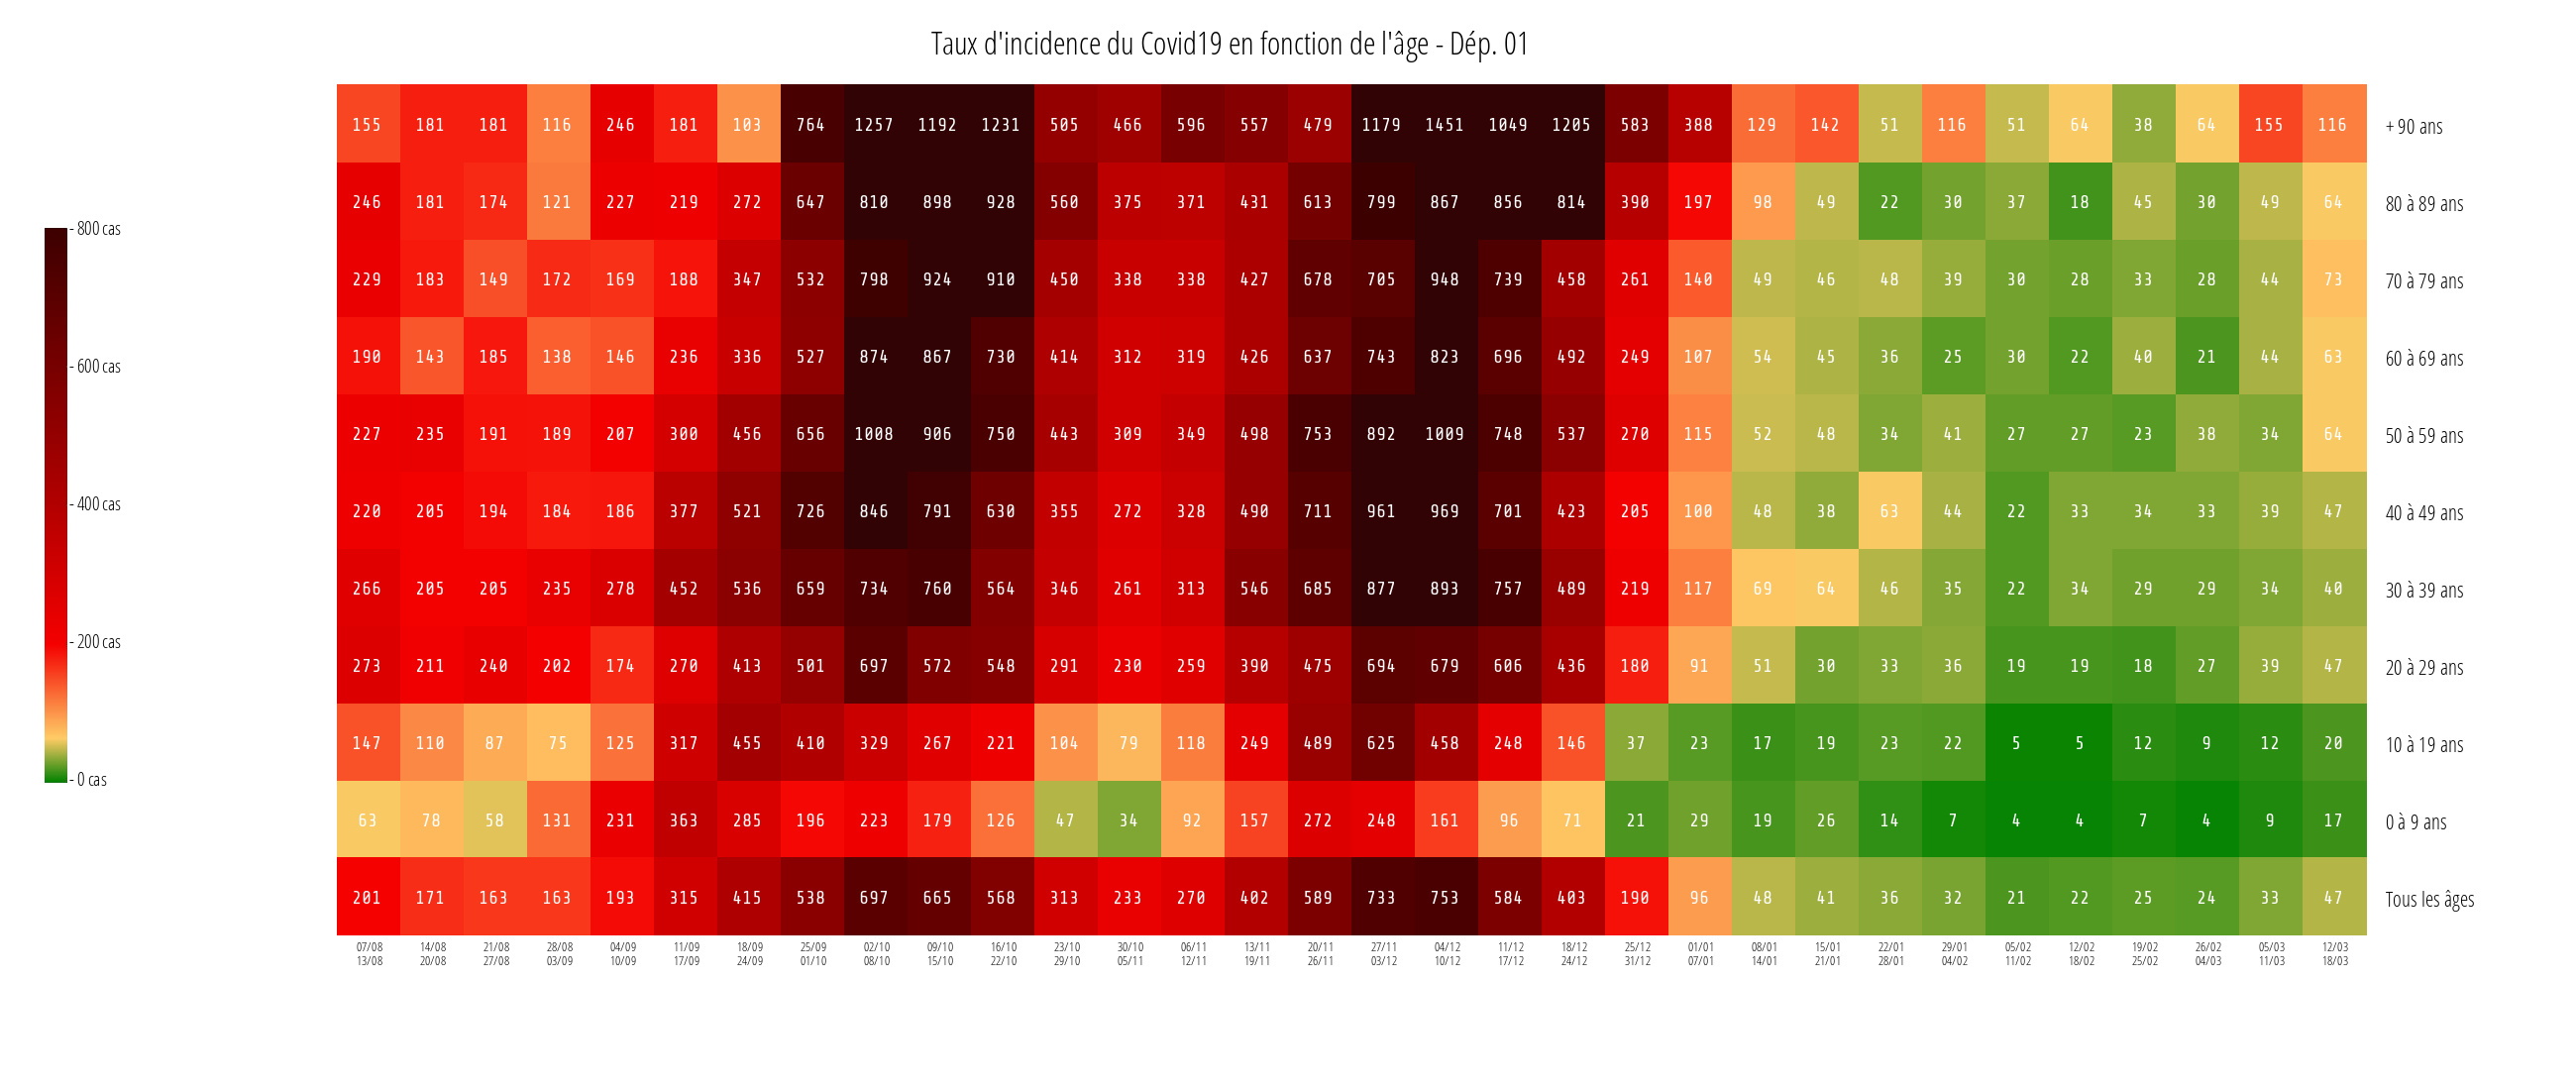 Taux d'incidence du Covid19 en fonction de l'âge - Dép. 01
155 181 181 116 246 181 103 764 1257 1192 1231 505 466 596 557 479 1179 1451 1049 1205 583 388 129 142 51 116 51 64 38 64 155 116 + 90 ans
246 181 174 121 227 219 272 647 810 898 928 560 375 371 431 613 799 867 856 814 390 197 98 49 22 30 37 18 45 30 49 64 80 à 89 ans
229 183 149 172 169 188 347 532 798 924 910 450 338 338 427 678 705 948 739 458 261 140 49 46 48 39 30 28 33 28 44 73 70 à 79 ans
190 143 185 138 146 236 336 527 874 867 730 414 312 319 426 637 743 823 696 492 249 107 54 45 36 25 30 22 40 21 44 63 60 à 69 ans
227 235 191 189 207 300 456 656 1008 906 750 443 309 349 498 753 892 1009 748 537 270 115 52 48 34 41 27 27 23 38 34 64 50 à 59 ans
220 205 194 184 186 377 521 726 846 791 630 355 272 328 490 711 961 969 701 423 205 100 48 38 63 44 22 33 34 33 39 47 40 à 49 ans
266 205 205 235 278 452 536 659 734 760 564 346 261 313 546 685 877 893 757 489 219 117 69 64 46 35 22 34 29 29 34 40 30 à 39 ans
273 211 240 202 174 270 413 501 697 572 548 291 230 259 390 475 694 679 606 436 180 91 51 30 33 36 19 19 18 27 39 47 20 à 29 ans
147 110 87 75 125 317 455 410 329 267 221 104 79 118 249 489 625 458 248 146 37 23 17 19 23 22 5 5 12 9 12 20 10 à 19 ans
63 78 58 131 231 363 285 196 223 179 126 47 34 92 157 272 248 161 96 71 21 29 19 26 14 7 4 4 7 4 9 17 0 à 9 ans
201 171 163 163 193 315 415 538 697 665 568 313 233 270 402 589 733 753 584 403 190 96 48 41 36 32 21 22 25 24 33 47 Tous les âges
07/08 14/08 21/08 28/08 04/09 11/09 18/09 25/09 02/10 09/10 16/10 23/10 30/10 06/11 13/11 20/11 27/11 04/12 11/12 18/12 25/12 01/01 08/01 15/01 22/01 29/01 05/02 12/02 19/02 26/02 05/03 12/03
13/08 20/08 27/08 03/09 10/09 17/09 24/09 01/10 08/10 15/10 22/10 29/10 05/11 12/11 19/11 26/11 03/12 10/12 17/12 24/12 31/12 07/01 14/01 21/01 28/01 04/02 11/02 18/02 25/02 04/03 11/03 18/03
- 800 cas
- 600 cas
- 400 cas
- 200 cas
- 0 cas